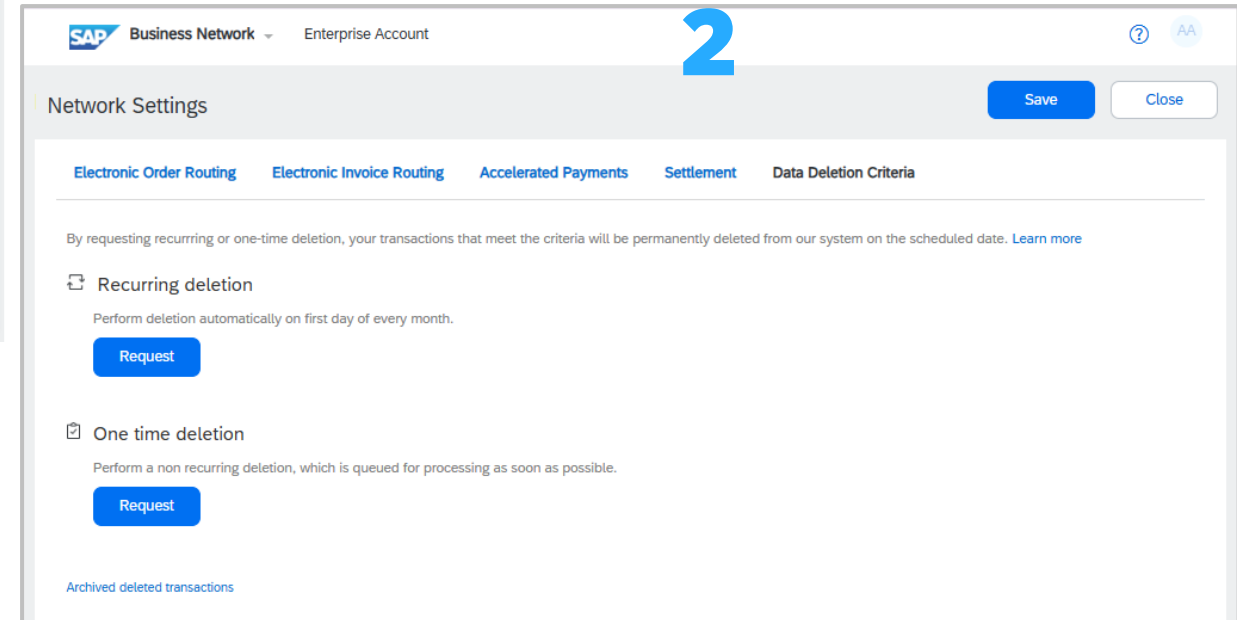 2
SAP Business Network Enterprise Account ? AA
Network Settings Save Close
Electronic Order Routing Electronic Invoice Routing Accelerated Payments Settlement Data Deletion Criteria
By requesting recurrring or one-time deletion, your transactions that meet the criteria will be permanently deleted from our system on the scheduled date. Learn more
Recurring deletion
Perform deletion automatically on first day of every month.
Request
One time deletion
Perform a non recurring deletion, which is queued for processing as soon as possible.
Request
Archived deleted transactions